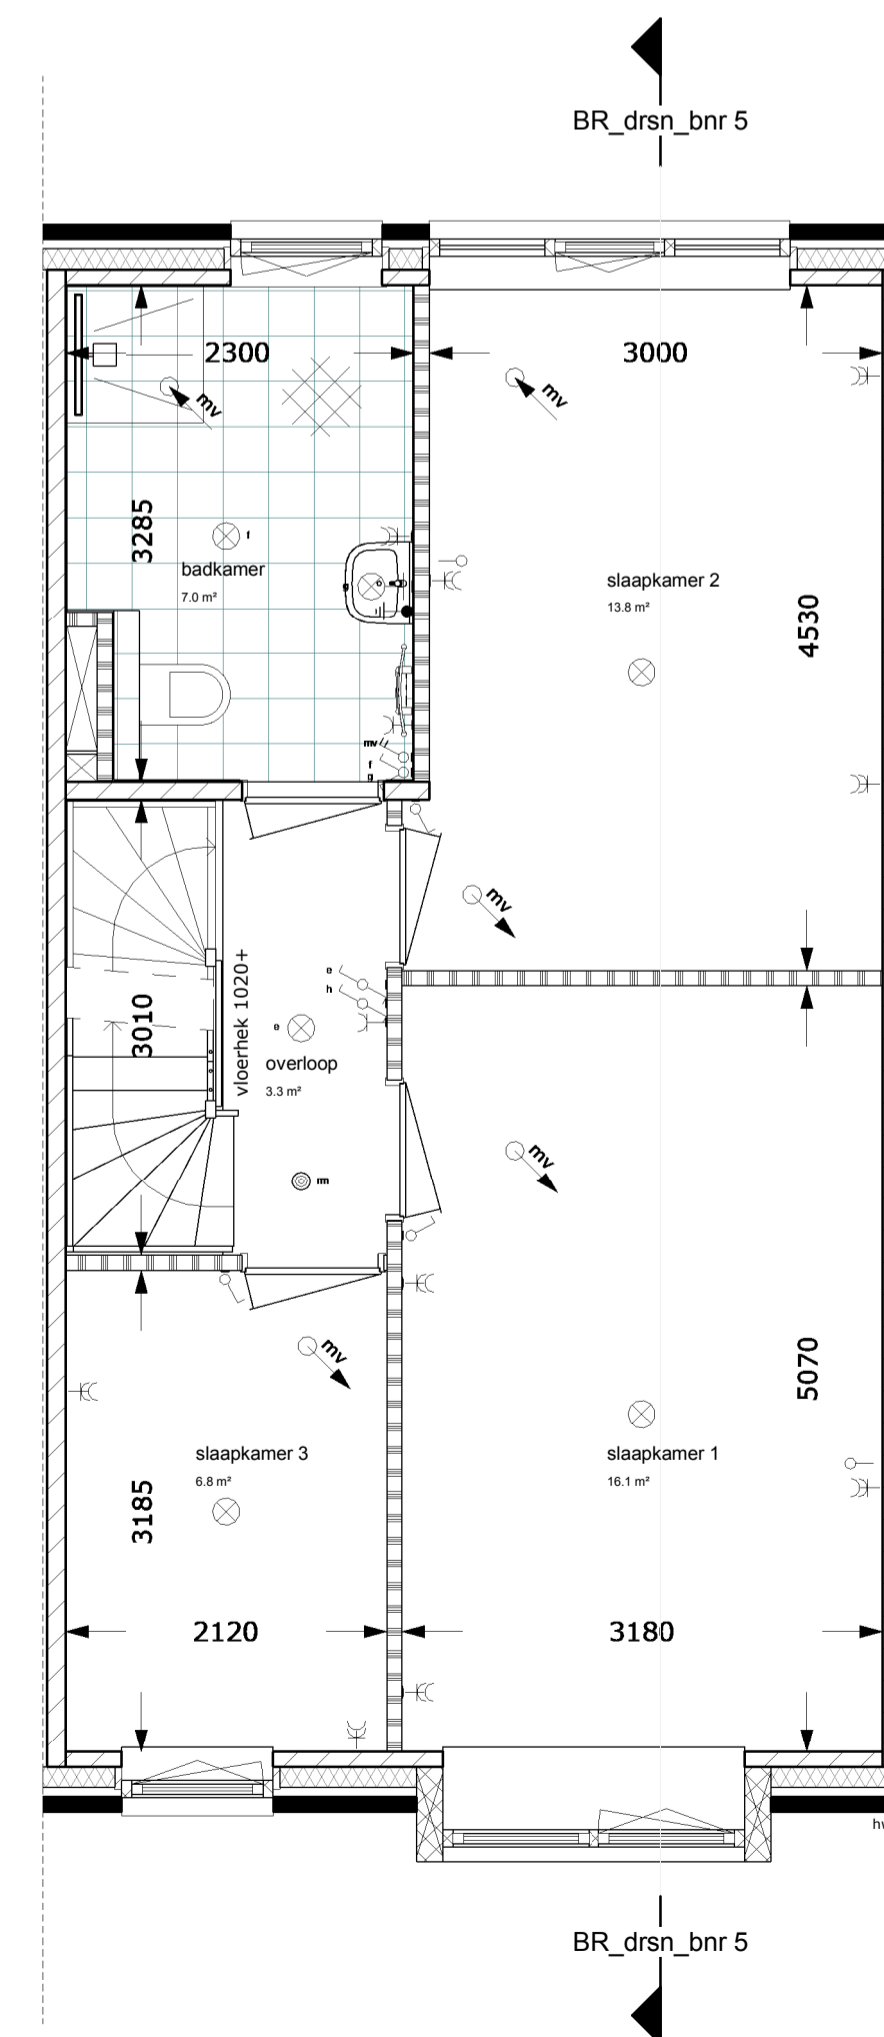 BR_drsn_bnr 5
2300
3000
mv
mv
3285
f
badkamer
7.0 m²
g
slaapkamer 2
13.8 m²
4530
mv
f
g
mv
vloerhek 1020+
e
h
3010
e
overloop
3.3 m²
mv
rm
mv
5070
slaapkamer 3
6.8 m²
slaapkamer 1
16.1 m²
3185
2120
3180
BR_drsn_bnr 5